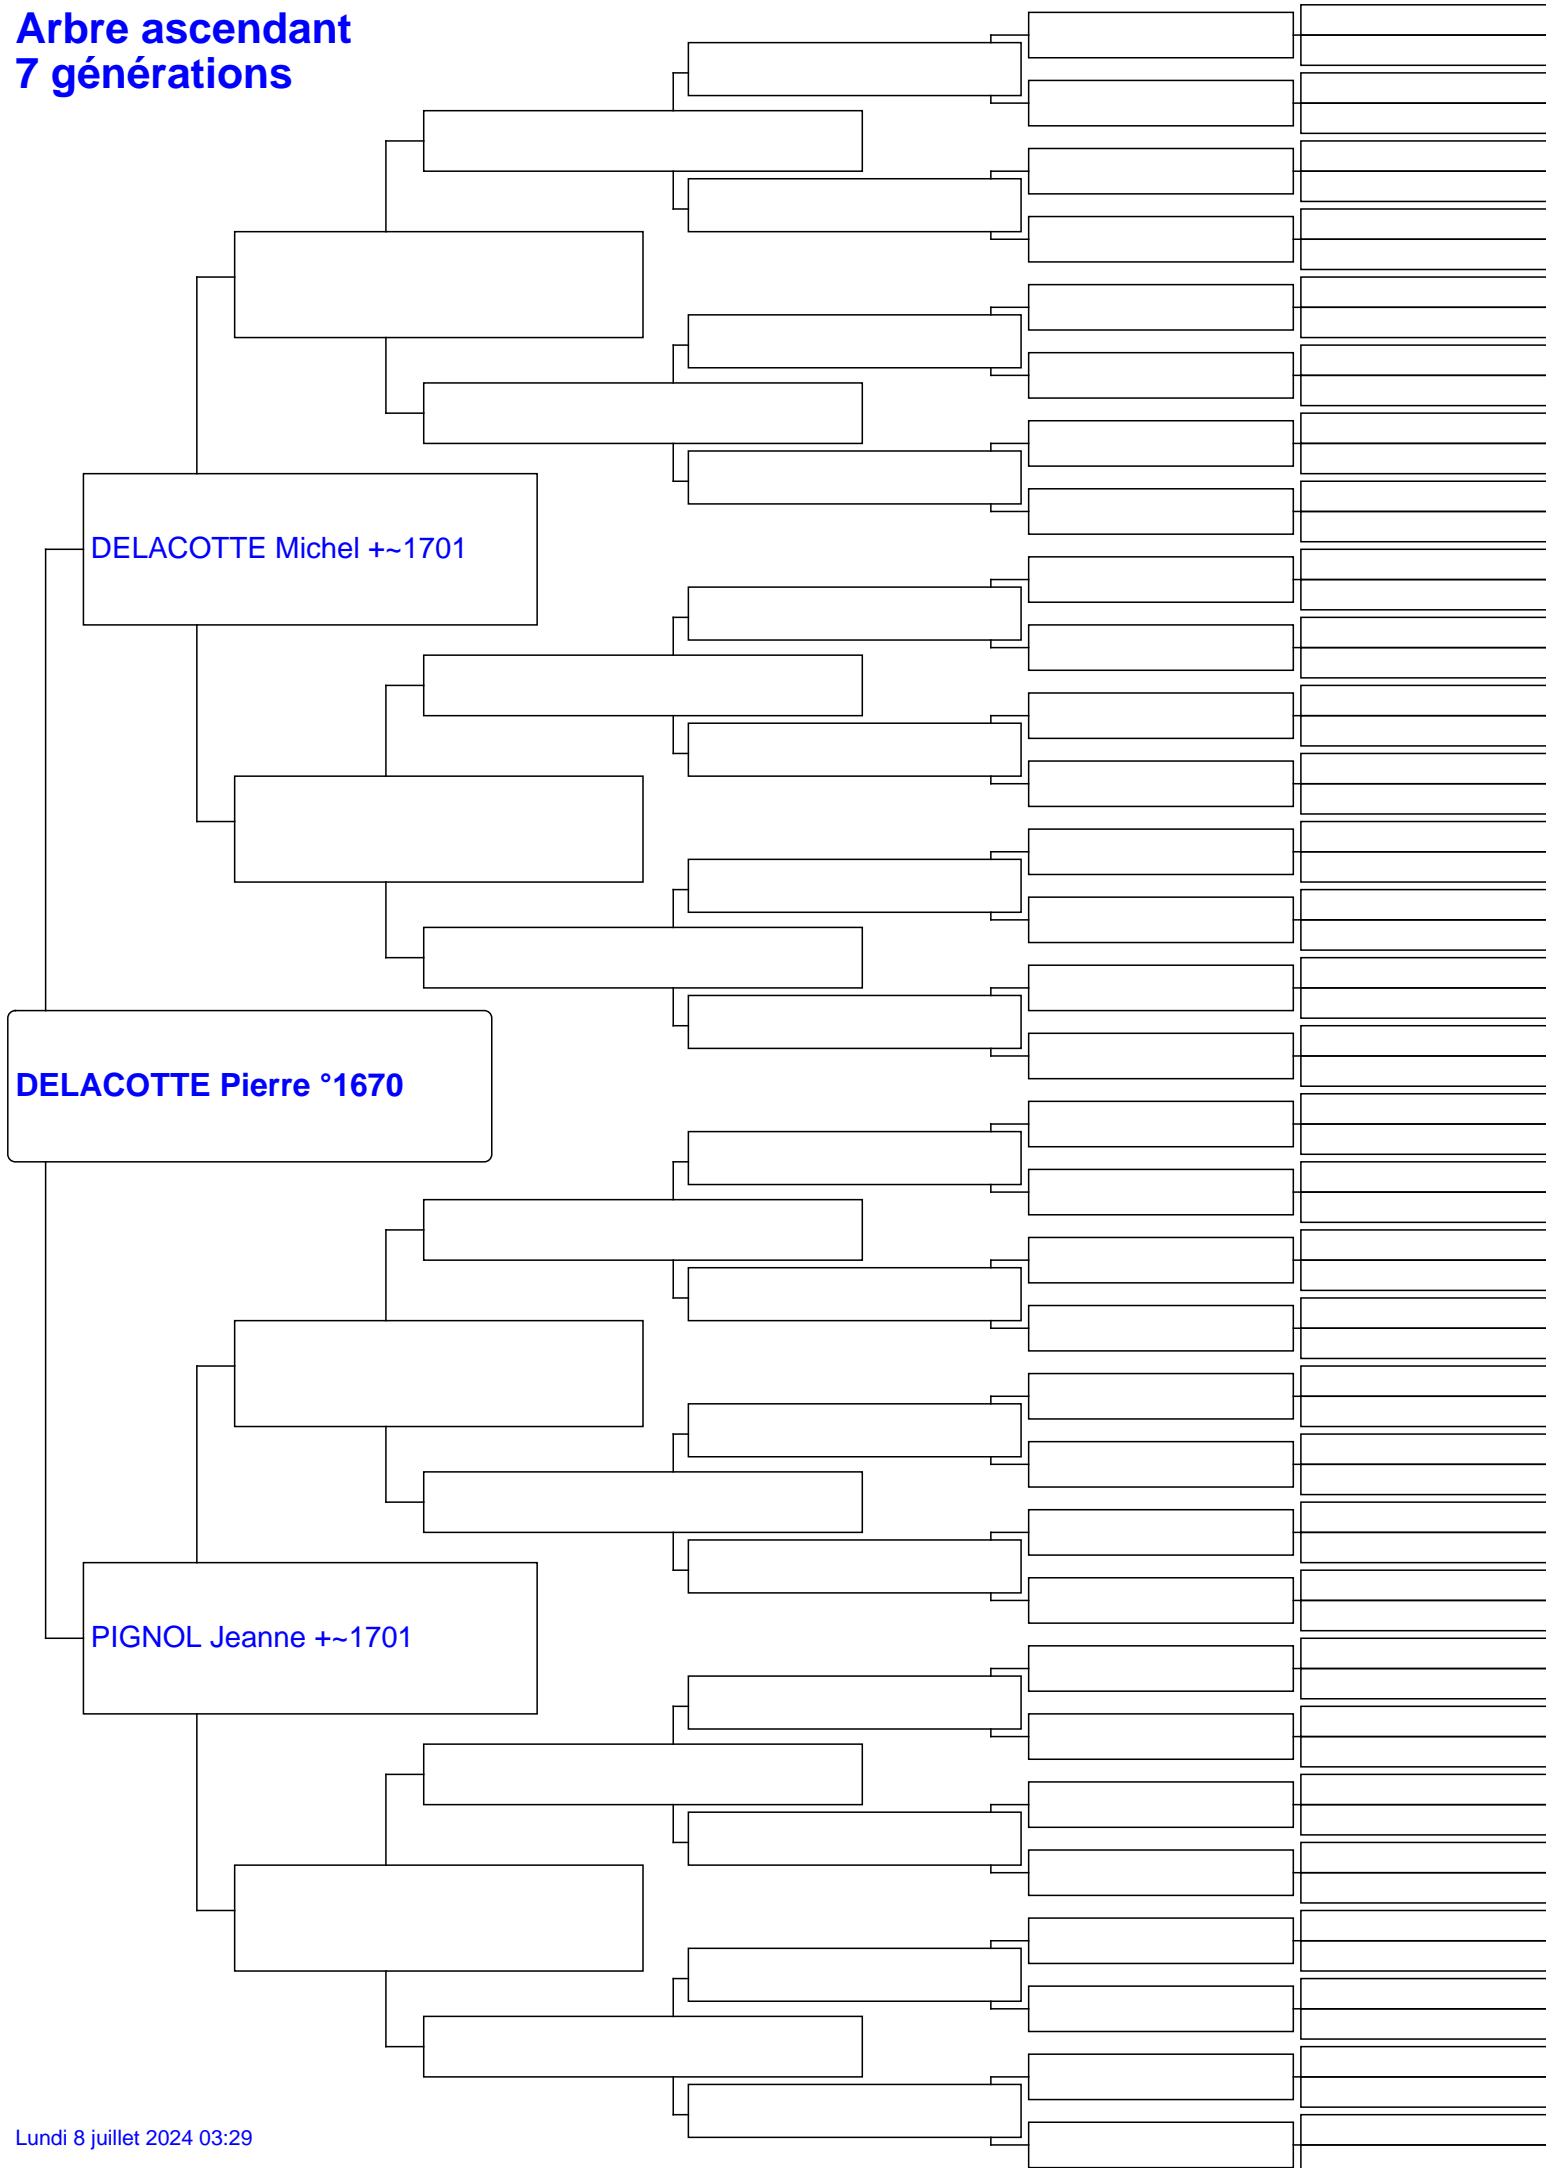 Arbre ascendant
7 générations
DELACOTTE Michel +~1701
DELACOTTE Pierre °1670
PIGNOL Jeanne +~1701
Lundi 8 juillet 2024 03:29